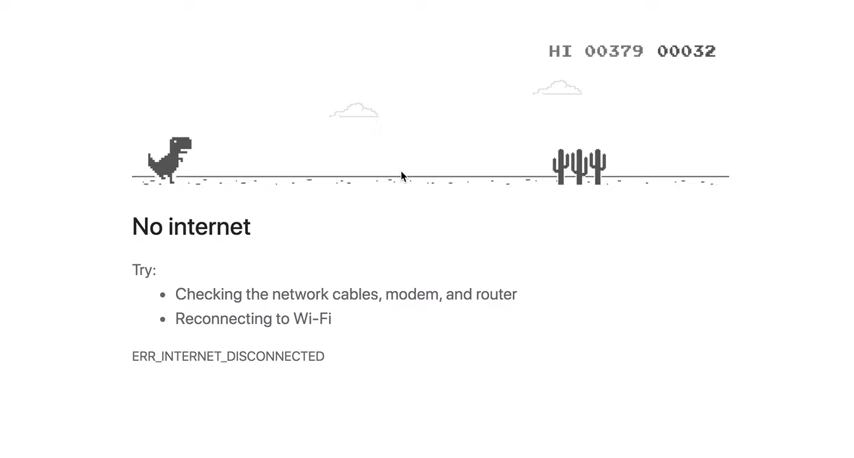 HI 00379 00032
No internet
Try:
• Checking the network cables, modem, and router
• Reconnecting to Wi-Fi
ERR_INTERNET_DISCONNECTED